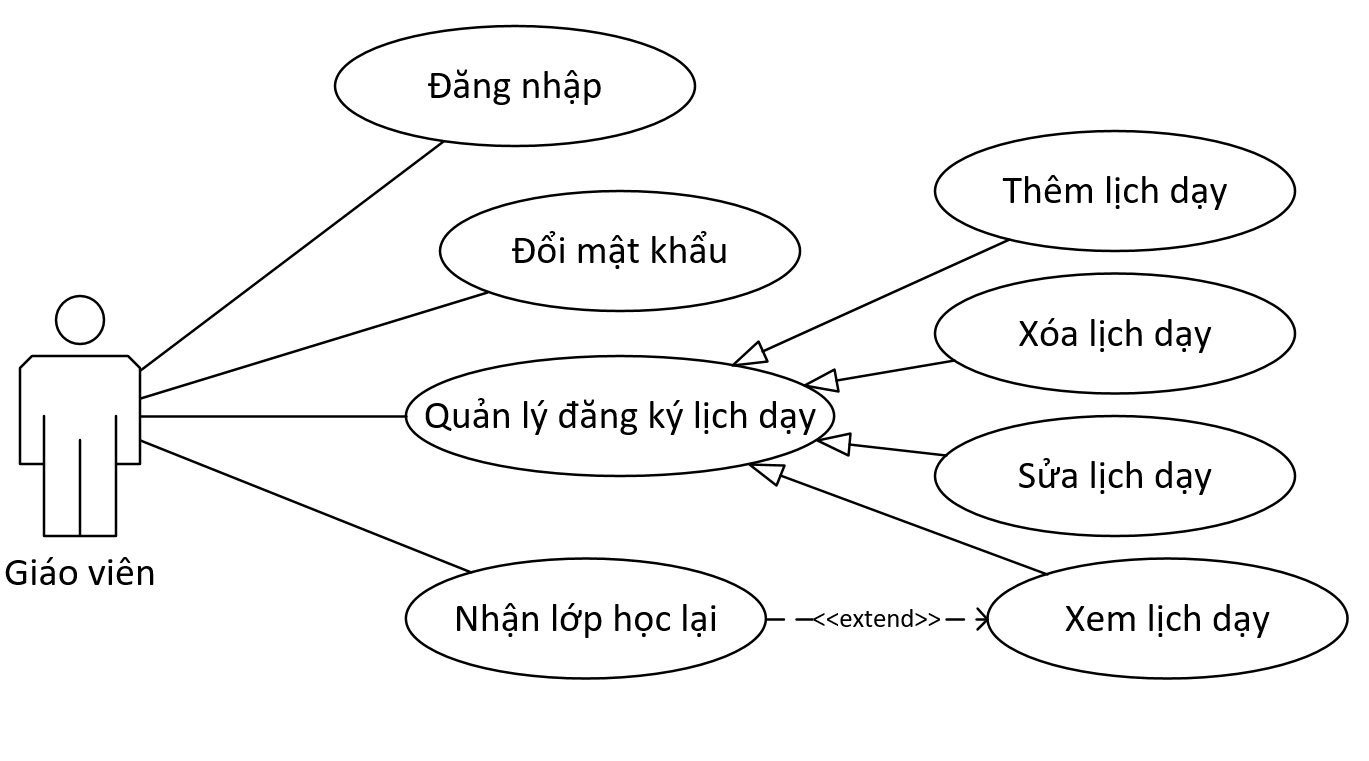 Đăng nhập
Đổi mật khẩu
Quản lý đăng ký lịch dạy
Nhận lớp học lại
Thêm lịch dạy
Xóa lịch dạy
Sửa lịch dạy
Xem lịch dạy
<<extend>>
Giáo viên